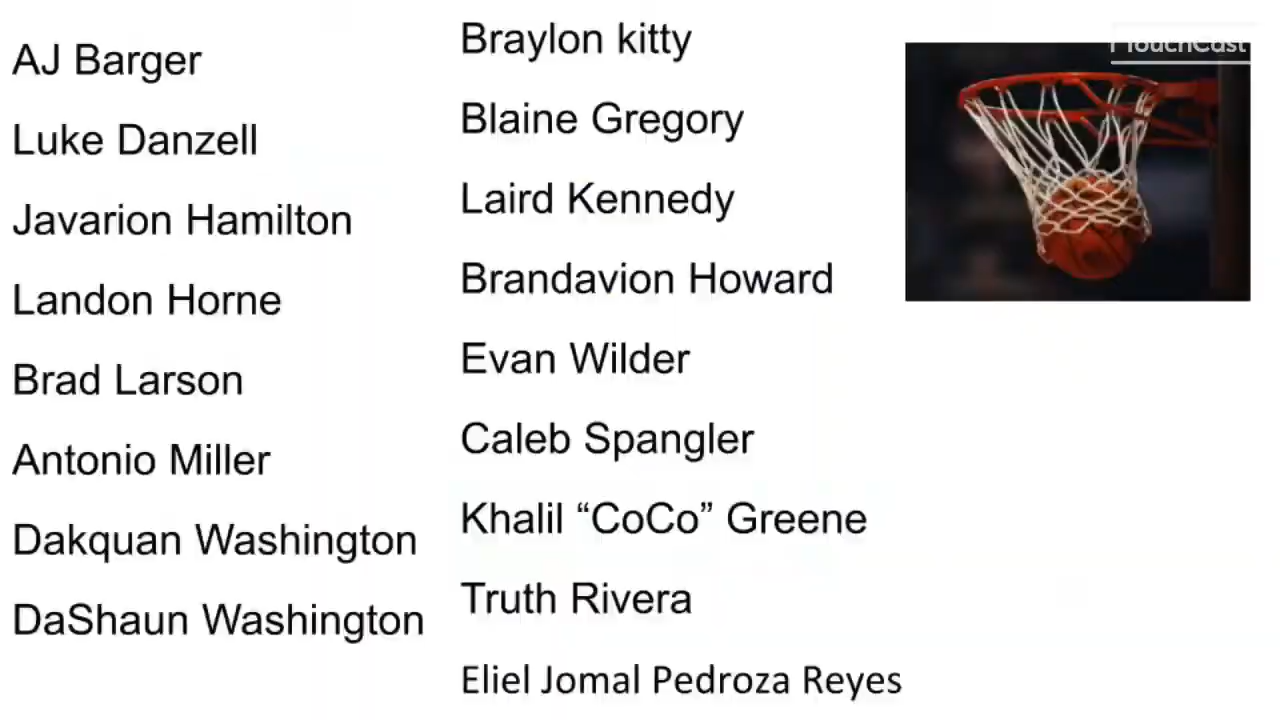 AJ Barger
Luke Danzell
Javarion Hamilton
Landon Horne
Brad Larson
Antonio Miller
Dakquan Washington
DaShaun Washington
Braylon kitty
Blaine Gregory
Laird Kennedy
Brandavion Howard
Evan Wilder
Caleb Spangler
Khalil “CoCo” Greene
Truth Rivera
Eliel Jomal Pedroza Reyes
TouchCast